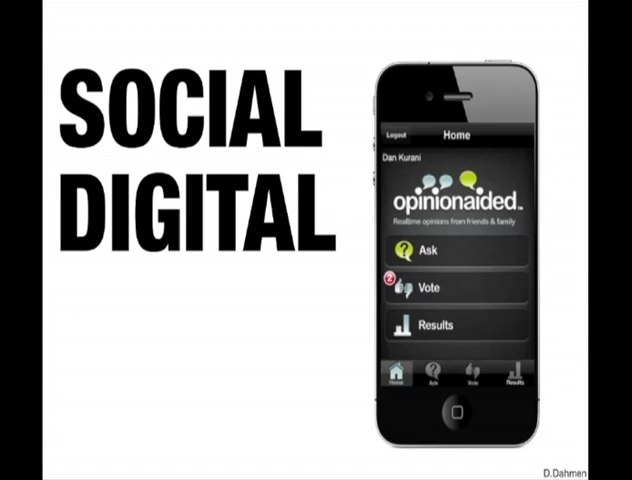 SOCIAL
DIGITAL
Logout
Home
Dan Kurani
opinionaided™
Realtime opinions from friends & family
Ask
2
Vote
Results
Home
Ask
Vote
Results
D.Dahmen